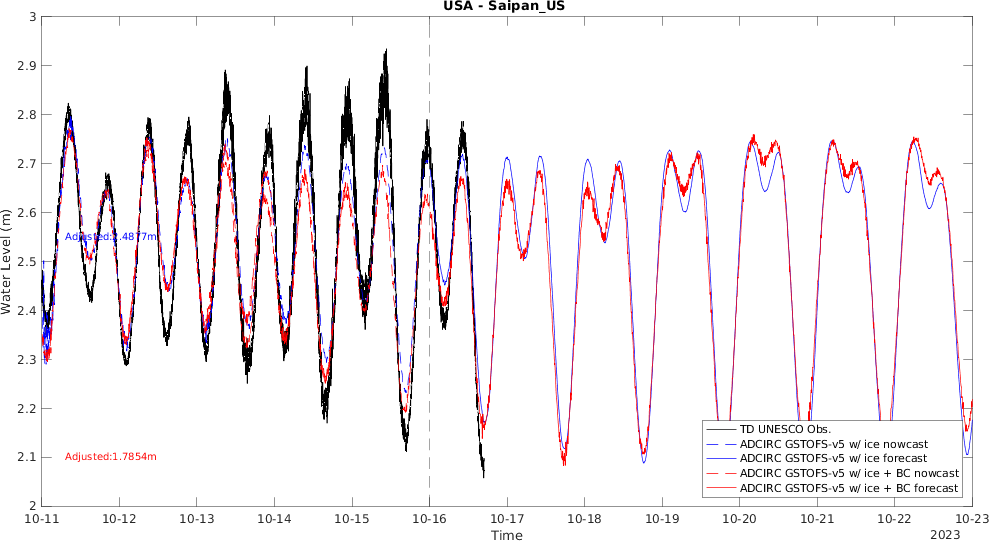 USA - Saipan_US
3
2.9
2.8
2.7
2.6
2.5
2.4
2.3
2.2
2.1
2
Water Level (m)
Adjusted:2.4877m
Adjusted:1.7854m
TD UNESCO Obs.
ADCIRC GSTOFS-v5 w/ ice nowcast
ADCIRC GSTOFS-v5 w/ ice forecast
ADCIRC GSTOFS-v5 w/ ice + BC nowcast
ADCIRC GSTOFS-v5 w/ ice + BC forecast
10-11 10-12 10-13 10-14 10-15 10-16 10-17 10-18 10-19 10-20 10-21 10-22 10-23
Time
2023